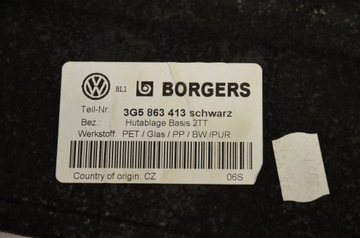 BL1 BORGERS
Teil-Nr: 3G5 863 413 schwarz
Bez.: Hutablage Basis 2TT
Werkstoff: PET / Glas / PP / BW /PUR
Country of origin: CZ 06S